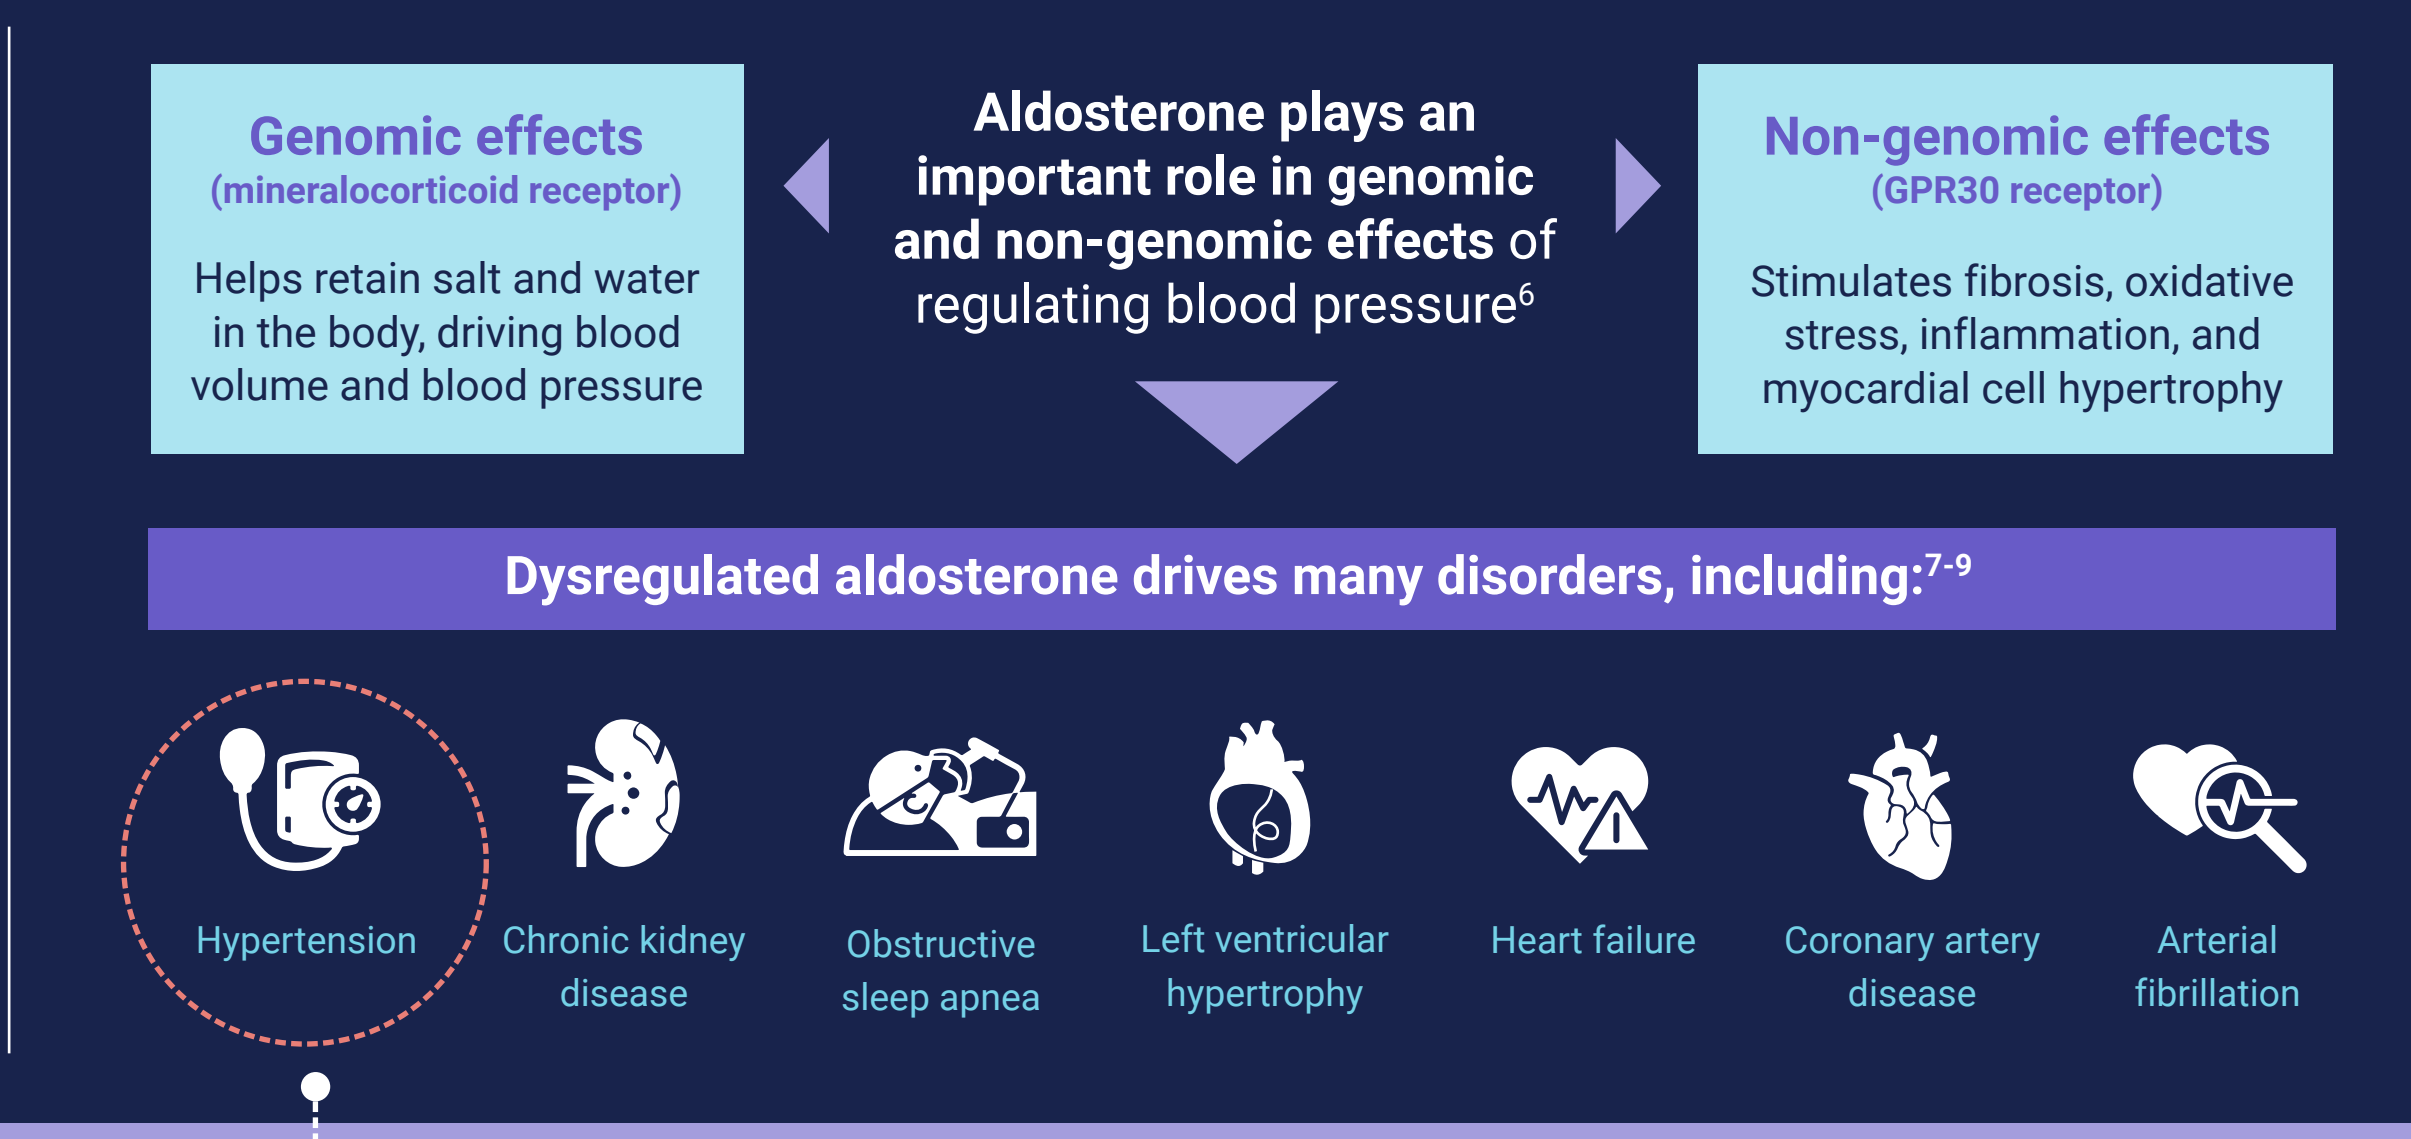 Genomic effects
(mineralocorticoid receptor)
Helps retain salt and water
in the body, driving blood
volume and blood pressure
Aldosterone plays an
important role in genomic
and non-genomic effects of
regulating blood pressure⁶
Non-genomic effects
(GPR30 receptor)
Stimulates fibrosis, oxidative
stress, inflammation, and
myocardial cell hypertrophy
Dysregulated aldosterone drives many disorders, including:⁷⁻⁹
Hypertension
Chronic kidney
disease
Obstructive
sleep apnea
Left ventricular
hypertrophy
Heart failure
Coronary artery
disease
Arterial
fibrillation